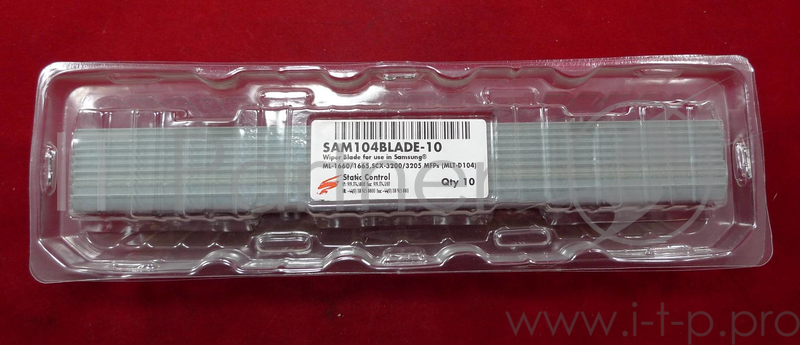 SAM104BLADE-10
Wiper Blade for use in Samsung®
ML-1660/1665,SCX-3200/3205 MFPs (MLT-D104)
Static Control
Qty 10
www.i-t-p.pro